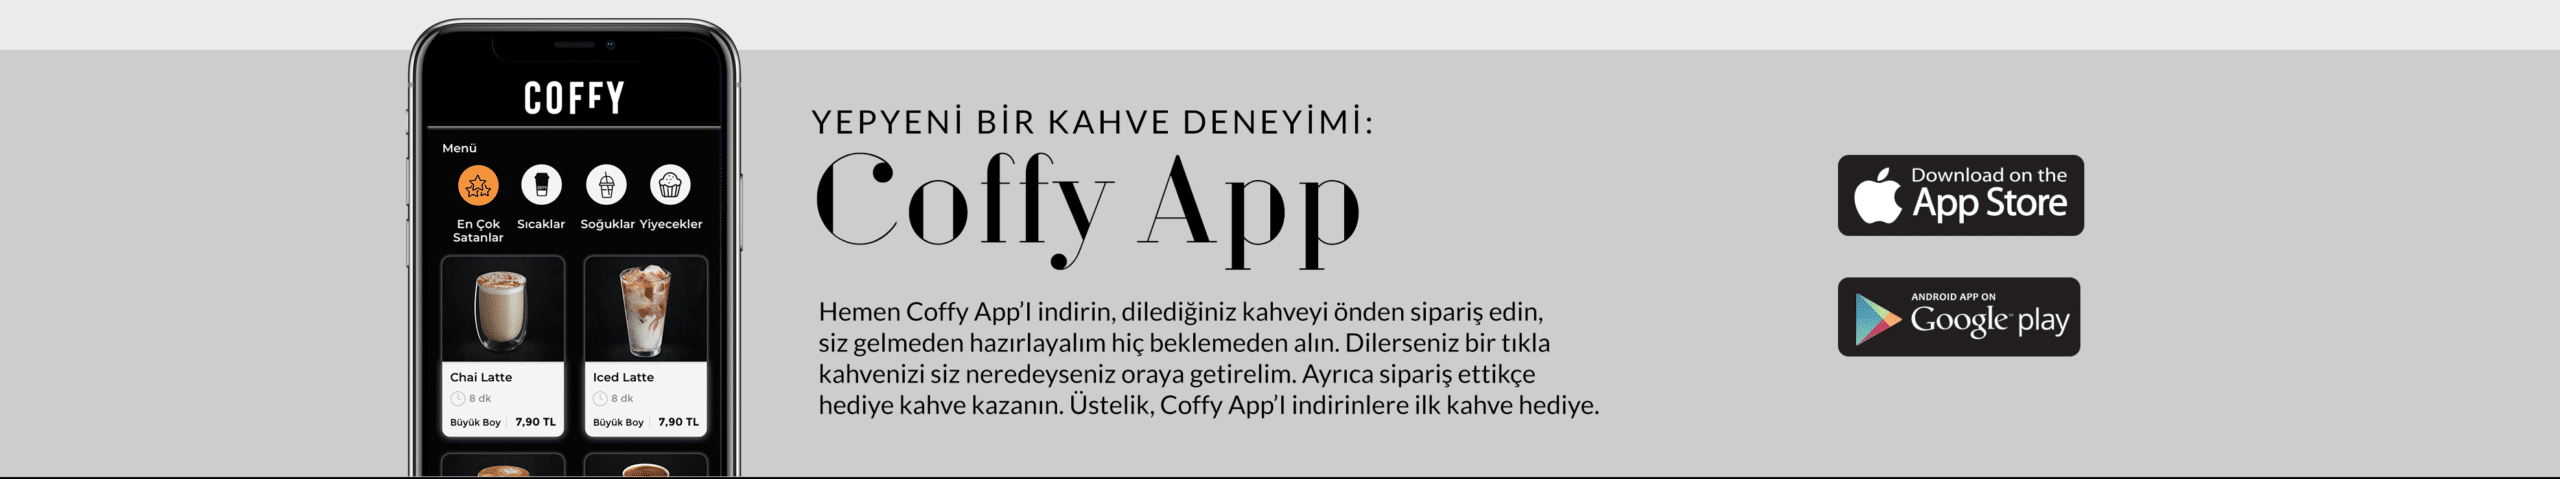 COFFY
Menü
En Çok
Satanlar
Sıcaklar
Soğuklar
Yiyecekler
Chai Latte
8 dk
Büyük Boy
7,90 TL
Iced Latte
8 dk
Büyük Boy
7,90 TL
YEPYENİ BİR KAHVE DENEYİMİ:
Coffy App
Hemen Coffy App’I indirin, dilediğiniz kahveyi önden sipariş edin,
siz gelmeden hazırlayalım hiç beklemeden alın. Dilerseniz bir tıkla
kahvenizi siz neredeyseniz oraya getirelim. Ayrıca sipariş ettikçe
hediye kahve kazanın. Üstelik, Coffy App’I indirinlere ilk kahve hediye.
Download on the
App Store
ANDROID APP ON
Google play